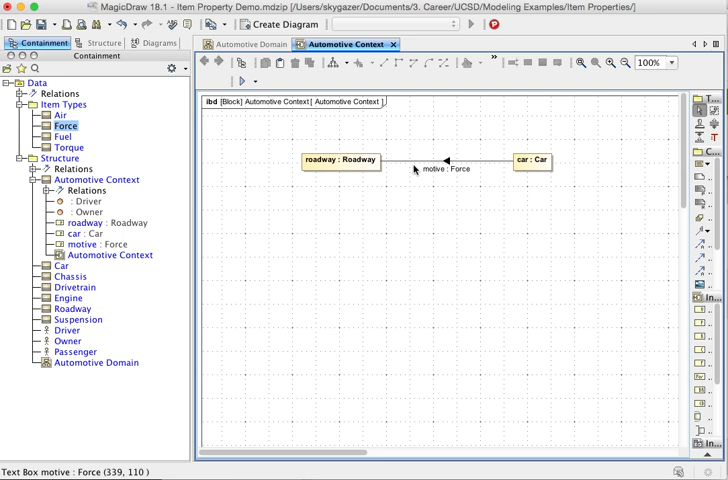 MagicDraw 18.1 - Item Property Demo.mdzip [/Users/skygazer/Documents/3. Career/UCSD/Modeling Examples/Item Properties/]
Create Diagram
Containment
Structure
Diagrams
Automotive Domain
Automotive Context
Containment
100%
Data
Relations
Item Types
Air
Force
Fuel
Torque
Structure
Relations
Automotive Context
Relations
: Driver
: Owner
roadway : Roadway
car : Car
motive : Force
Automotive Context
Car
Chassis
Drivetrain
Engine
Roadway
Suspension
Driver
Owner
Passenger
Automotive Domain
ibd [Block] Automotive Context[ Automotive Context ]
roadway : Roadway
car : Car
motive : Force
T...
C...
In...
In...
Text Box motive : Force (339, 110 )